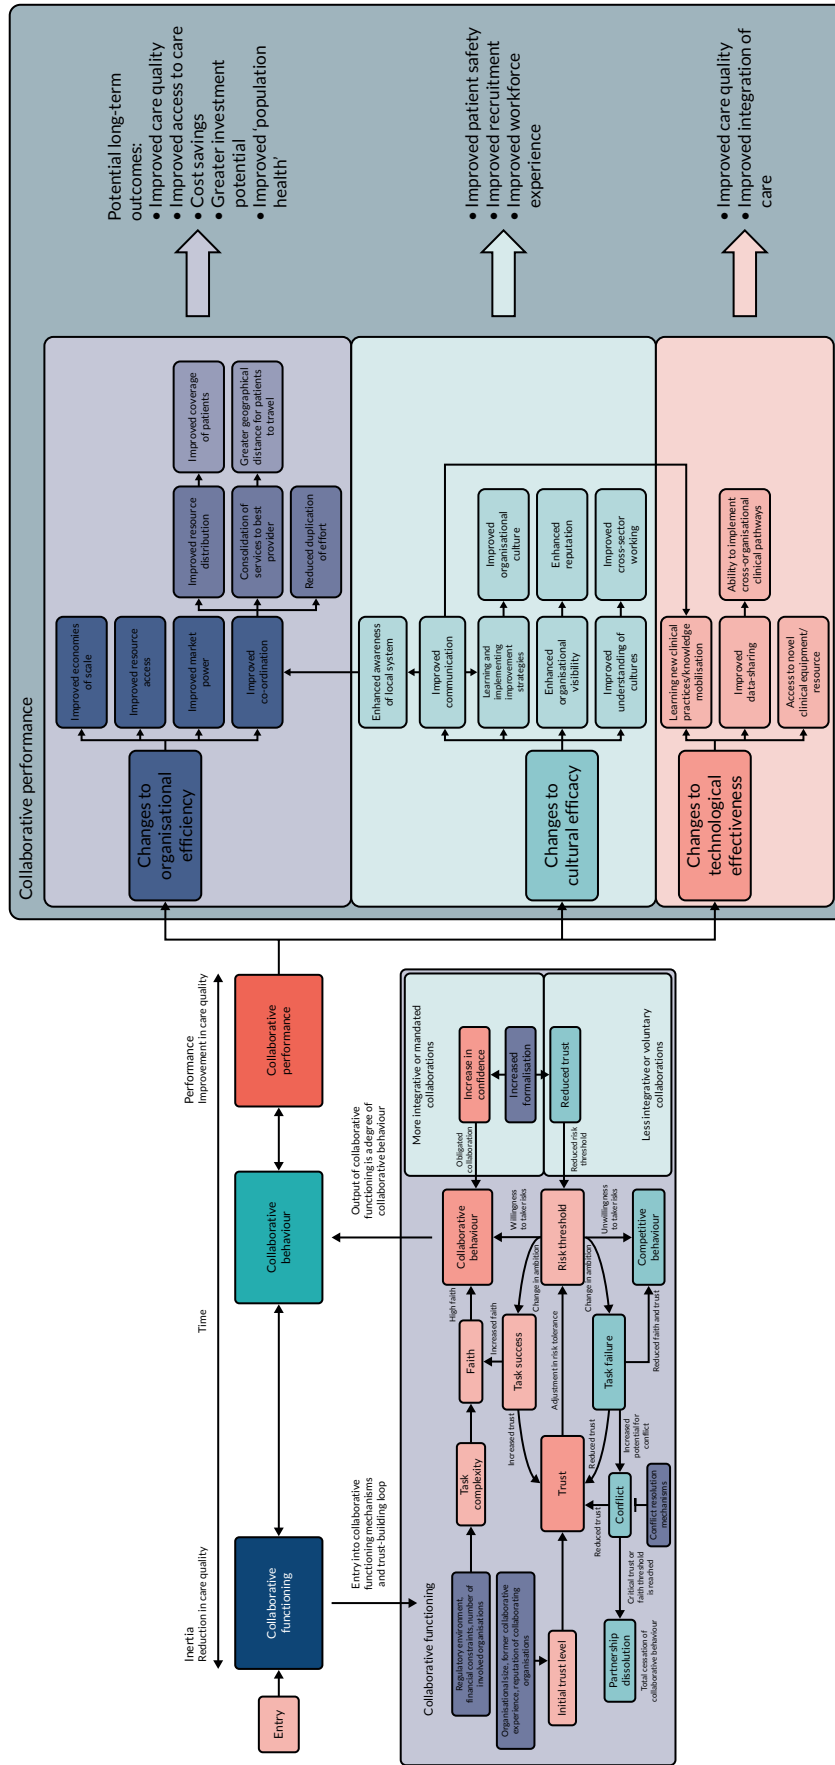 Inertia
Reduction in care quality
Time
Performance
Improvement in care quality
Entry
Collaborative
functioning
Collaborative
behaviour
Collaborative
performance
Entry into collaborative
functioning mechanisms
and trust-building loop
Output of collaborative
functioning is a degree of
collaborative behaviour
Collaborative functioning
Regulatory environment,
financial constraints, number of
involved organisations
Task
complexity
Faith
High faith
Collaborative
behaviour
Obligated
collaboration
Increased faith
Organisational size, former collaborative
experience, reputation of collaborating
organisations
Initial trust level
Increased trust
Task success
Change in ambition
Willingness
to take risks
Trust
Adjustment in risk tolerance
Risk threshold
Reduced risk
threshold
Reduced trust
Reduced trust
Task failure
Change in ambition
Unwillingness
to take risks
Competitive
behaviour
Reduced faith and trust
Increased
potential for
conflict
Conflict
Conflict resolution
mechanisms
Critical trust or
faith threshold
is reached
Partnership
dissolution
Total cessation of
collaborative behaviour
More integrative or mandated
collaborations
Increase in
confidence
Increased
formalisation
Reduced trust
Less integrative or voluntary
collaborations
Collaborative performance
Changes to
organisational
efficiency
Improved economies
of scale
Improved resource
access
Improved market
power
Improved
co-ordination
Improved resource
distribution
Consolidation of
services to best
provider
Reduced duplication
of effort
Improved coverage
of patients
Greater geographical
distance for patients
to travel
Potential long-term
outcomes:
• Improved care quality
• Improved access to care
• Cost savings
• Greater investment
potential
• Improved ‘population
health’
Changes to
cultural efficacy
Enhanced awareness
of local system
Improved
communication
Learning and
implementing
improvement
strategies
Enhanced
organisational
visibility
Improved
understanding of
cultures
Improved
organisational
culture
Enhanced
reputation
Improved
cross-sector
working
• Improved patient safety
• Improved recruitment
• Improved workforce
experience
Changes to
technological
effectiveness
Learning new clinical
practices/knowledge
mobilisation
Improved
data-sharing
Access to novel
clinical equipment/
resource
Ability to implement
cross-organisational
clinical pathways
• Improved care quality
• Improved integration of
care